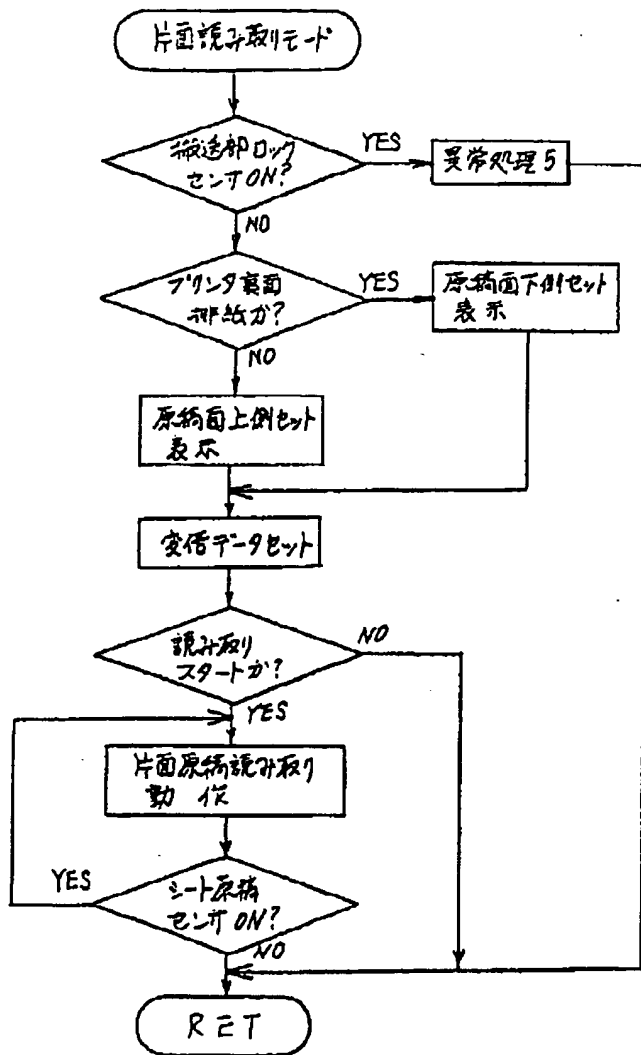 片面読み取りモード
搬送部ロック
センサON?
YES
異常処理5
NO
プリンタ裏面
排紙か?
YES
原稿面下側セット
表示
NO
原稿面上側セット
表示
変倍データセット
読み取り
スタートか?
NO
YES
片面原稿読み取り
動作
YES
シート原稿
センサON?
NO
RET